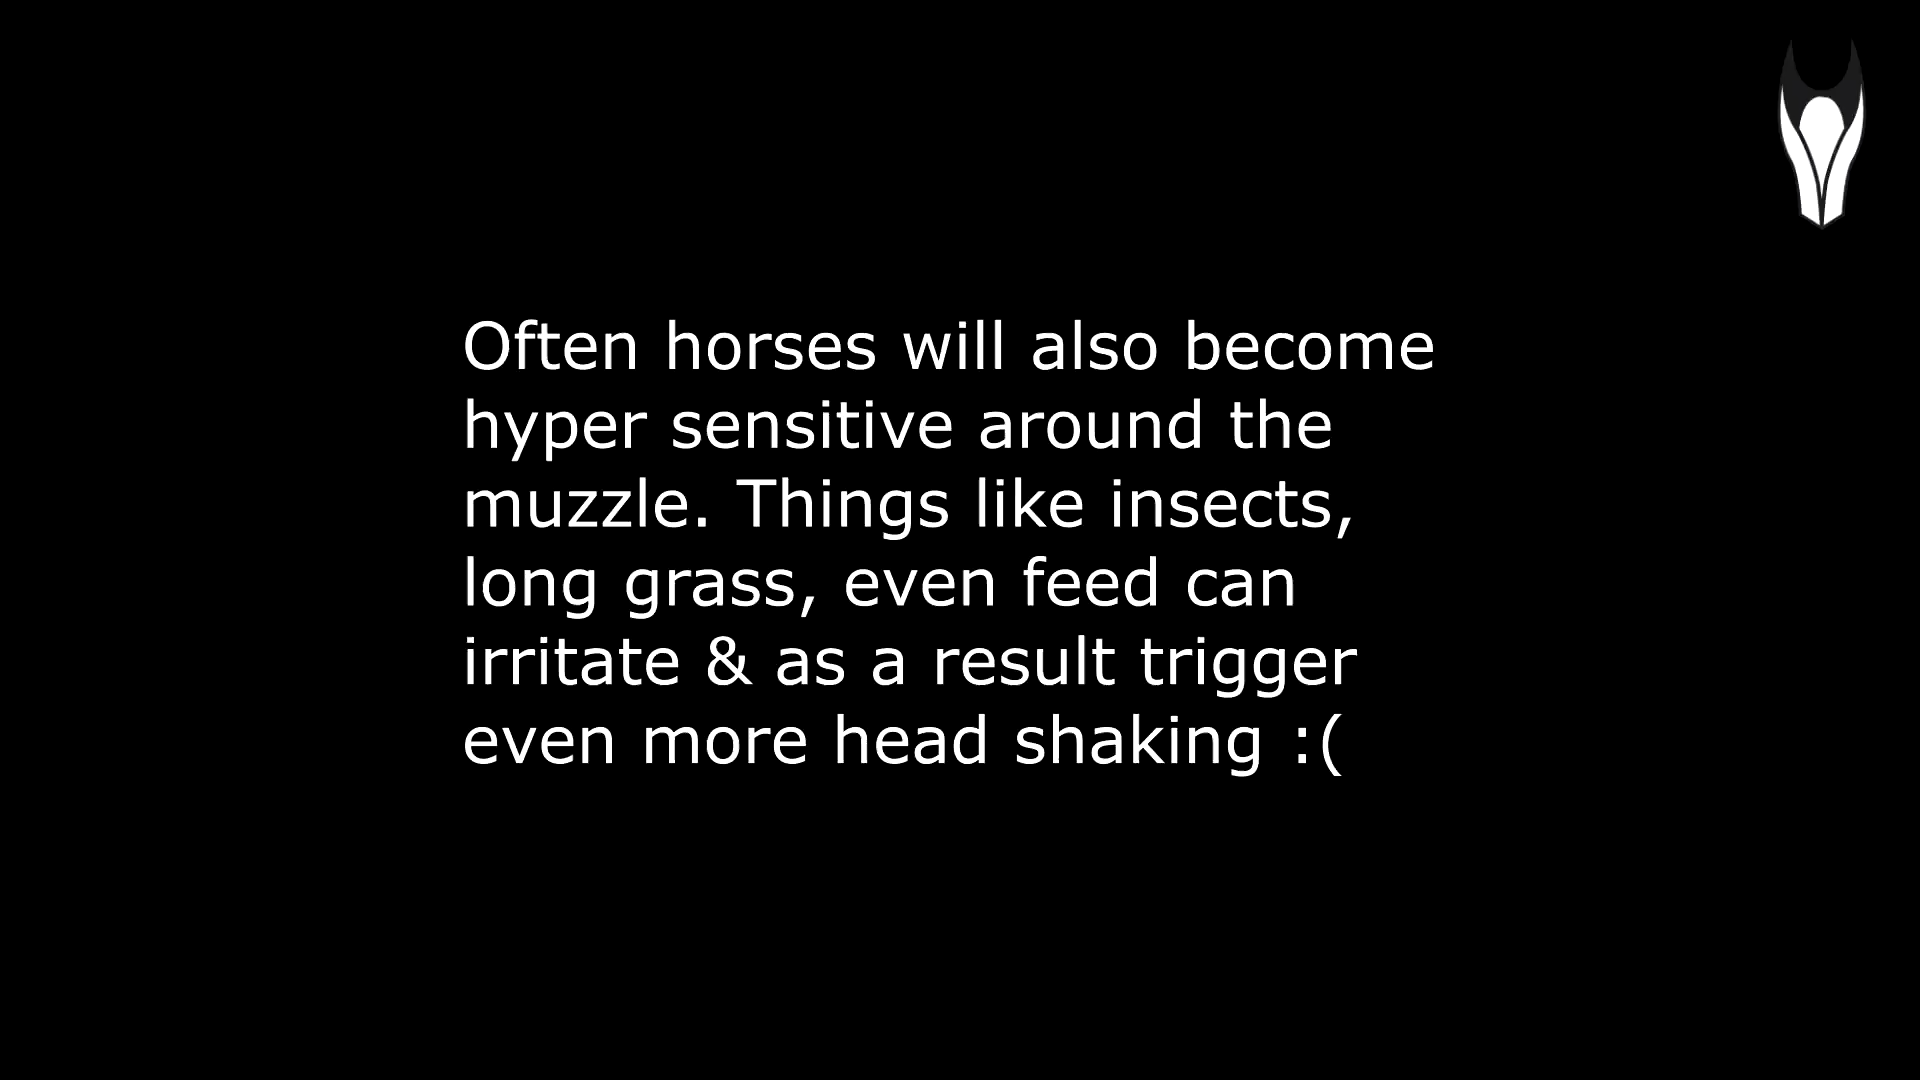 Often horses will also become
hyper sensitive around the
muzzle. Things like insects,
long grass, even feed can
irritate & as a result trigger
even more head shaking :(